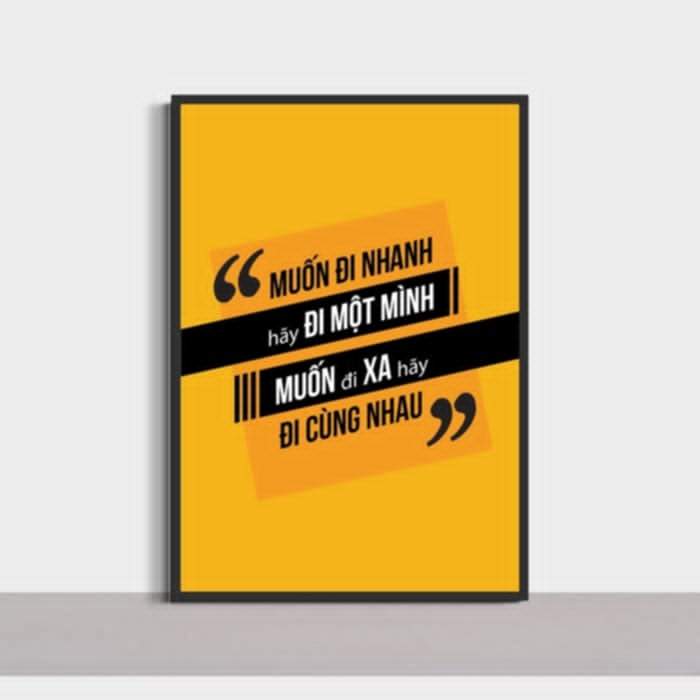 “ MUỐN ĐI NHANH
hãy ĐI MỘT MÌNH
MUỐN đi XA hãy
ĐI CÙNG NHAU ”